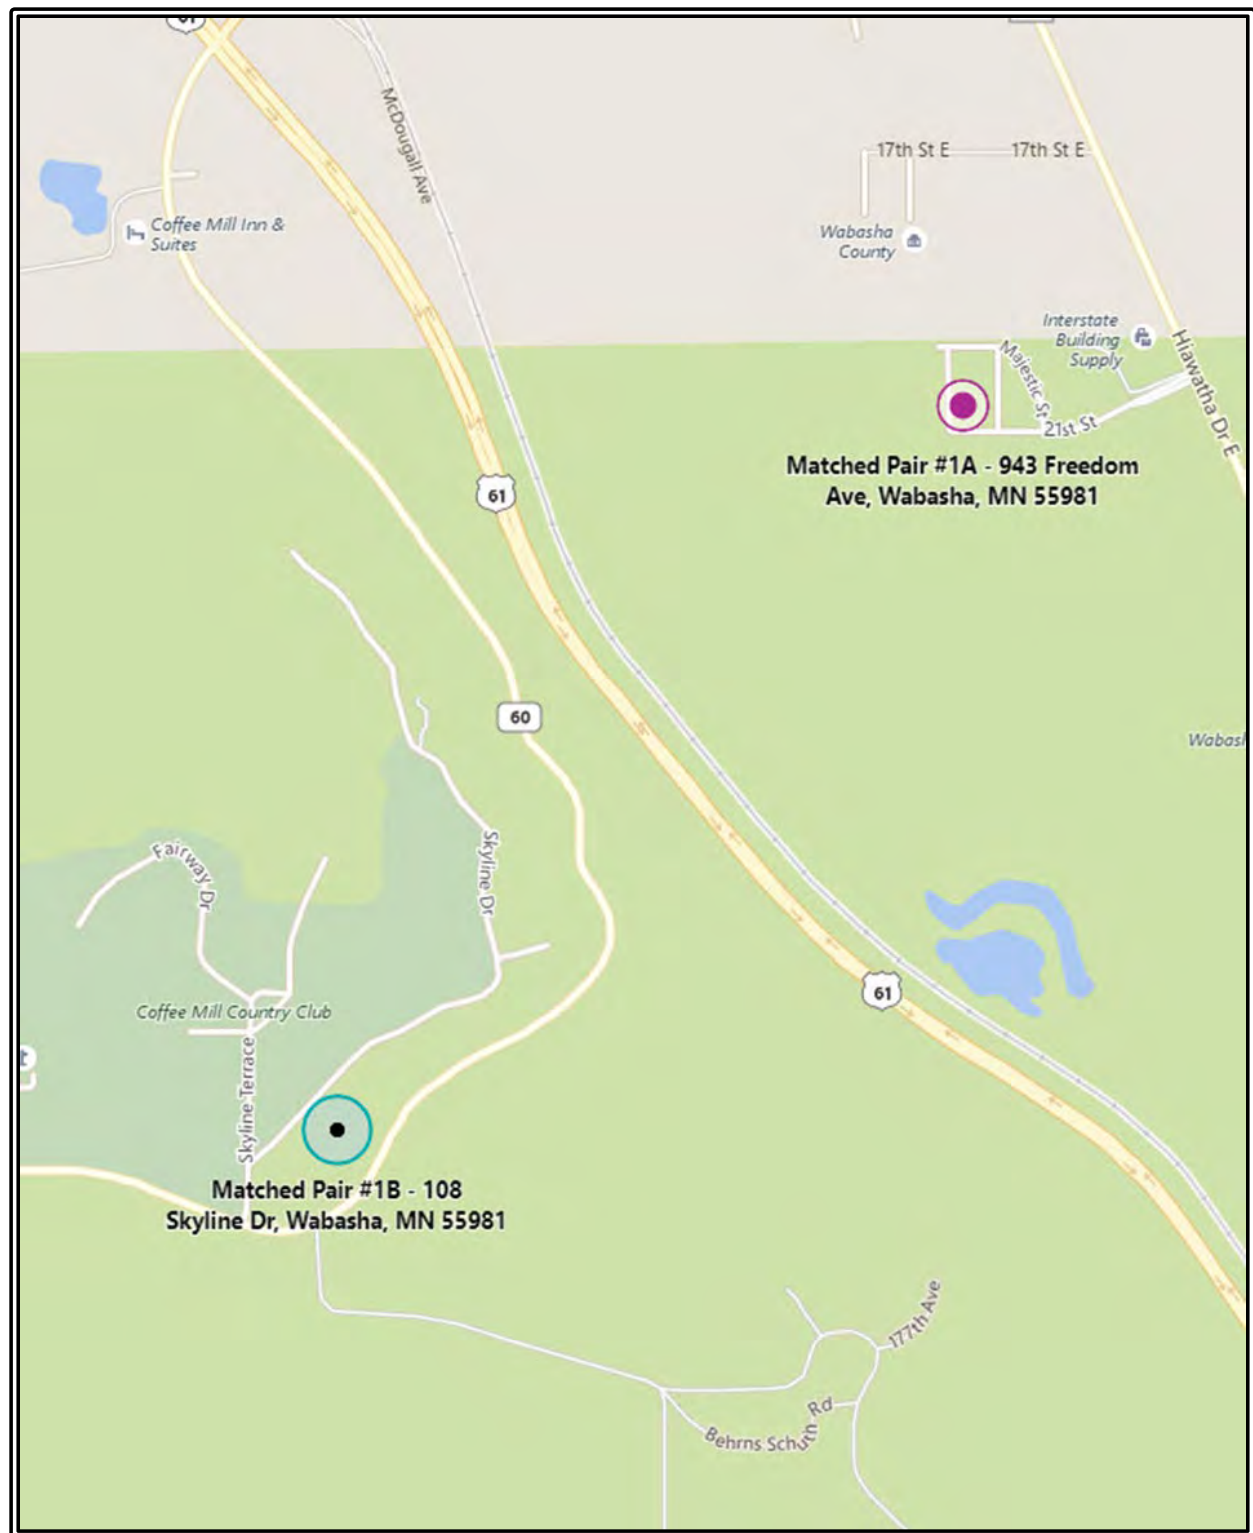 61
McDougall Ave
17th St E
17th St E
Coffee Mill Inn &
Suites
Wabasha
County
Interstate
Building
Supply
Majestic St
Hiawatha Dr E
21st St
Matched Pair #1A - 943 Freedom
Ave, Wabasha, MN 55981
61
60
Fairway Dr
Skyline Dr
61
Coffee Mill Country Club
Skyline Terrace
Matched Pair #1B - 108
Skyline Dr, Wabasha, MN 55981
177th Ave
Behrns Schuth Rd